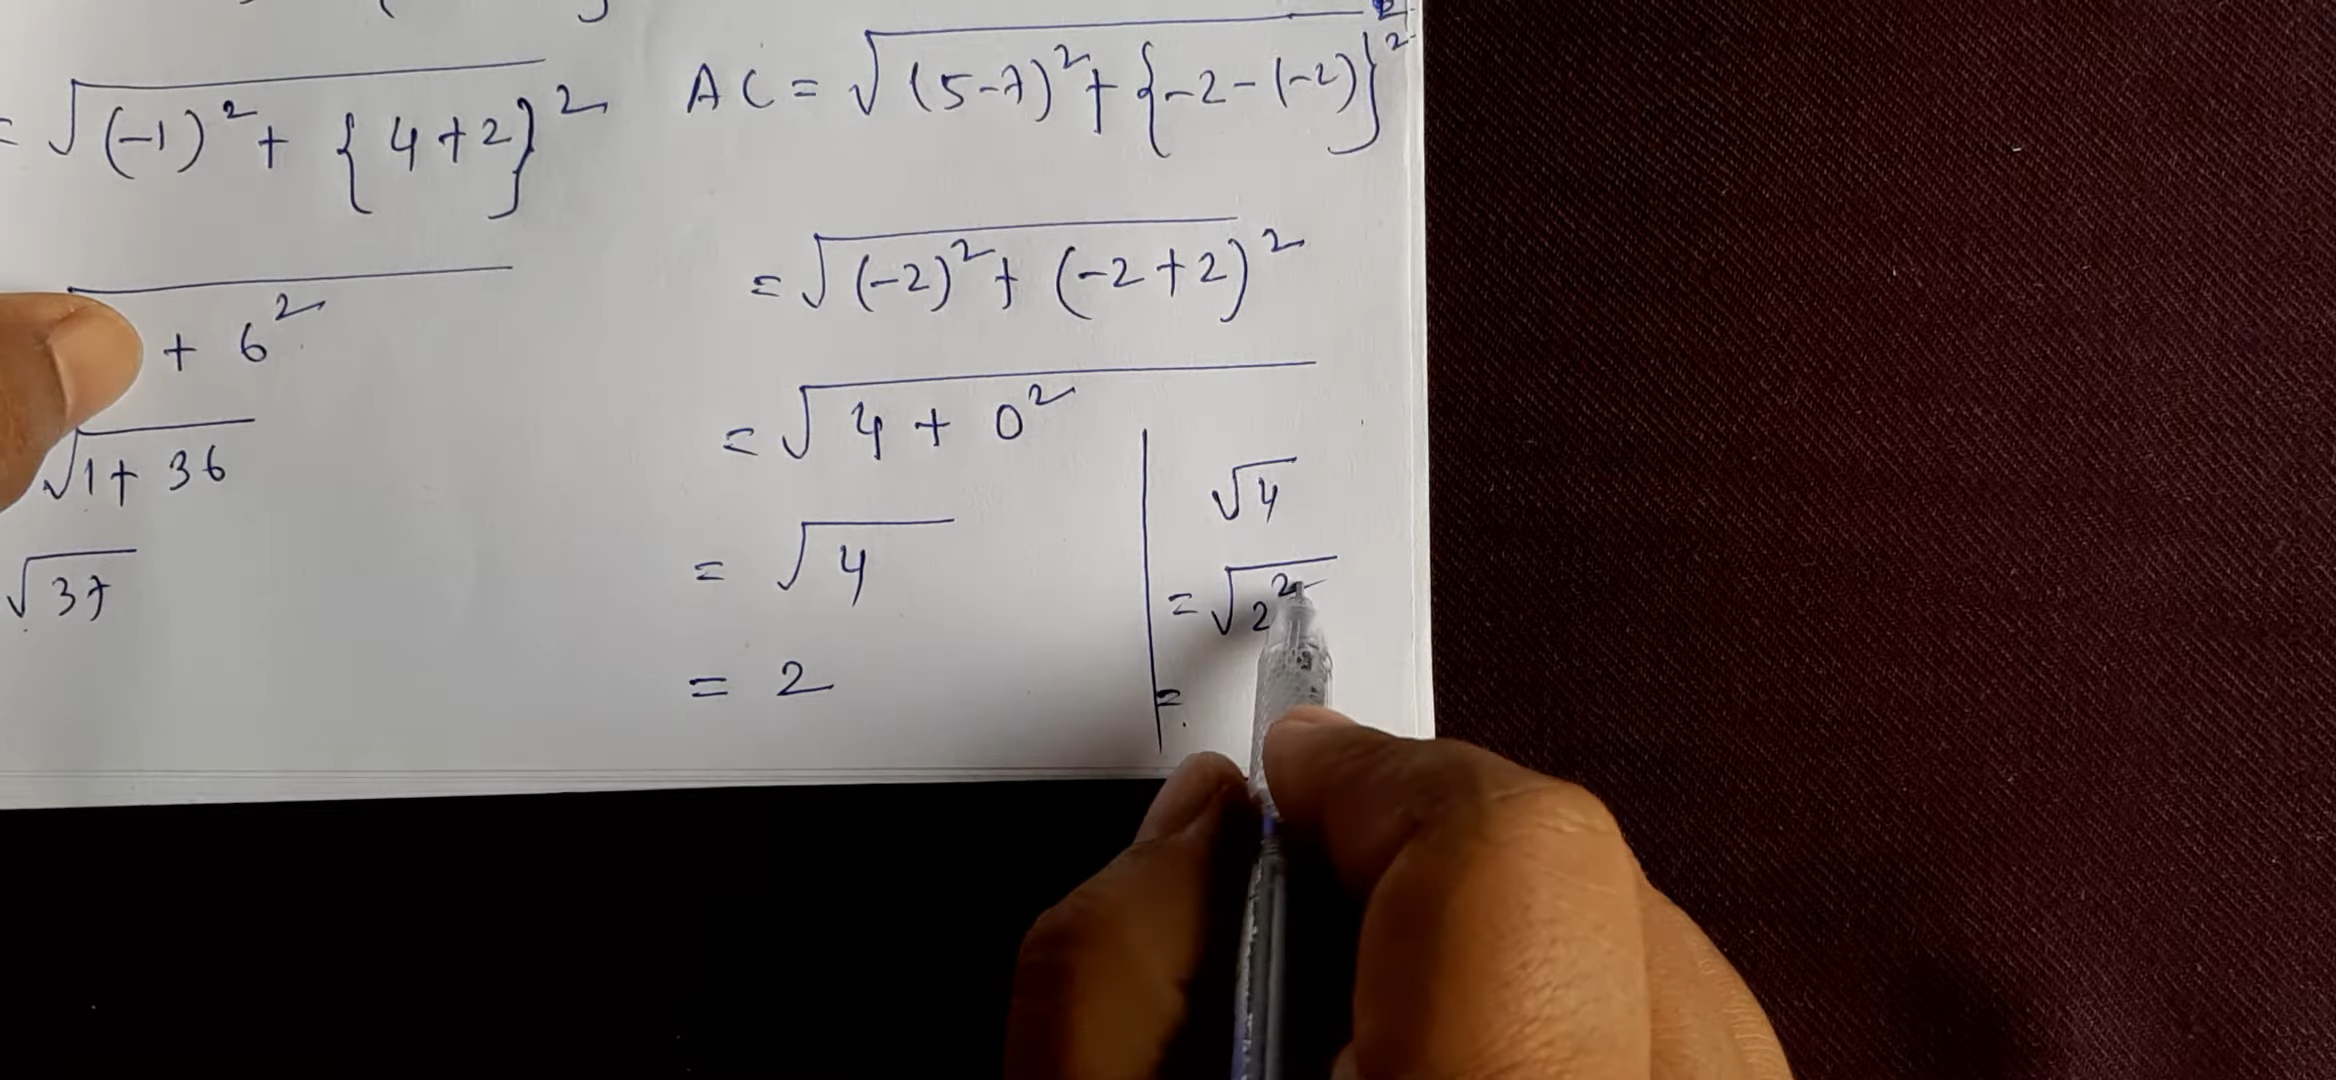 = √(-1)² + {4+2}²
+ 6²
√1+ 36
√37
AC = √(5-7)² + {-2-(-2)}²
= √(-2)² + (-2+2)²
= √4 + 0²
= √4
= 2
√4
= √2²
=